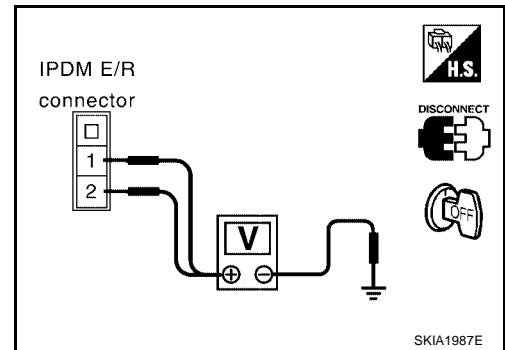 IPDM E/R
connector
H.S.
DISCONNECT
1
2
OFF
V
+ −
SKIA1987E